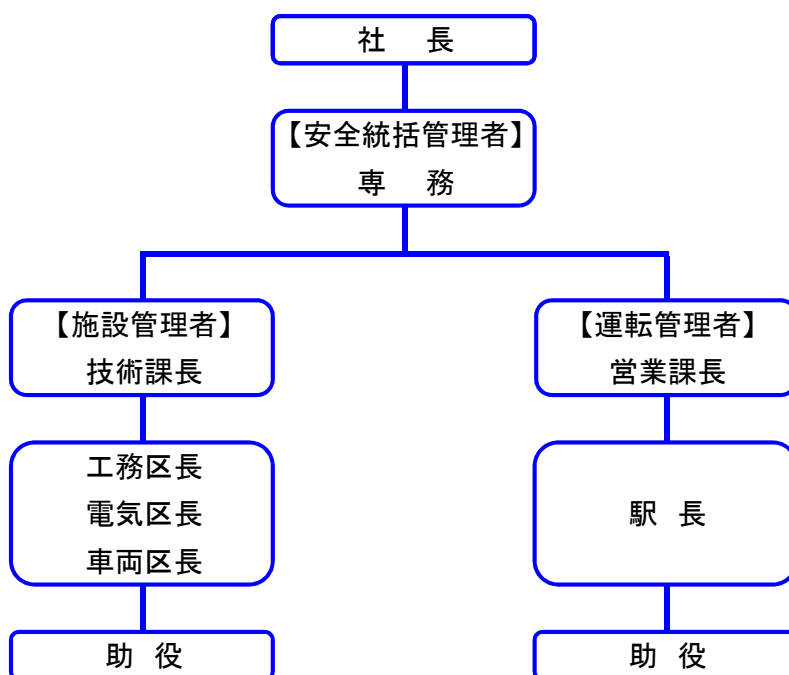 社 長
【安全統括管理者】
専 務
【施設管理者】
技術課長
【運転管理者】
営業課長
工務区長
電気区長
車両区長
駅 長
助 役
助 役